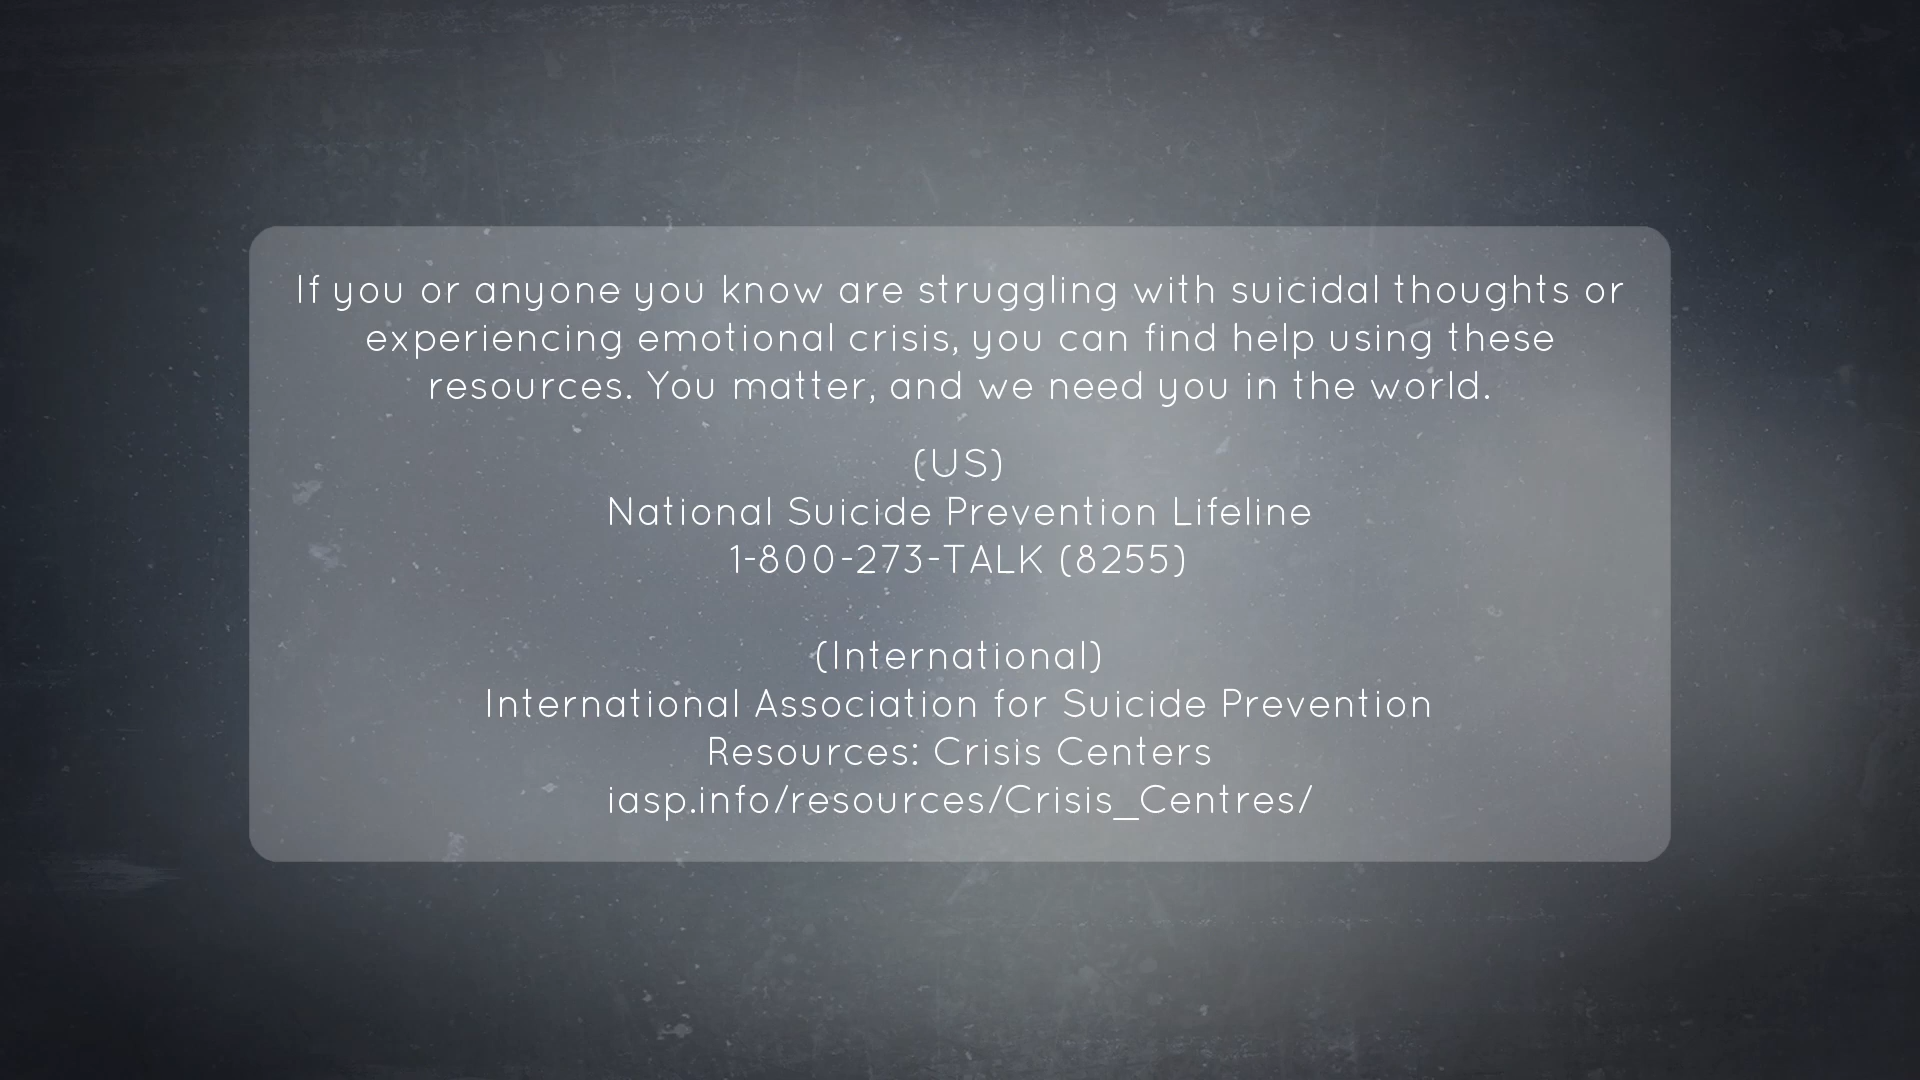 If you or anyone you know are struggling with suicidal thoughts or
experiencing emotional crisis, you can find help using these
resources. You matter, and we need you in the world.
(US)
National Suicide Prevention Lifeline
1-800-273-TALK (8255)
(International)
International Association for Suicide Prevention
Resources: Crisis Centers
iasp.info/resources/Crisis_Centres/